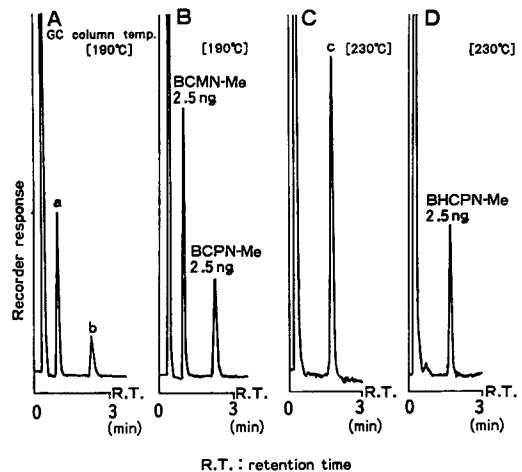 A
GC column temp.
[190℃]
a
b
Recorder response
R.T.
0
3
(min)
B
[190℃]
BCMN-Me
2.5 ng
BCPN-Me
2.5 ng
R.T.
0
3
(min)
C
c
[230℃]
R.T.
0
3
(min)
D
[230℃]
BHCPN-Me
2.5 ng
R.T.
0
3
(min)
R.T. : retention time